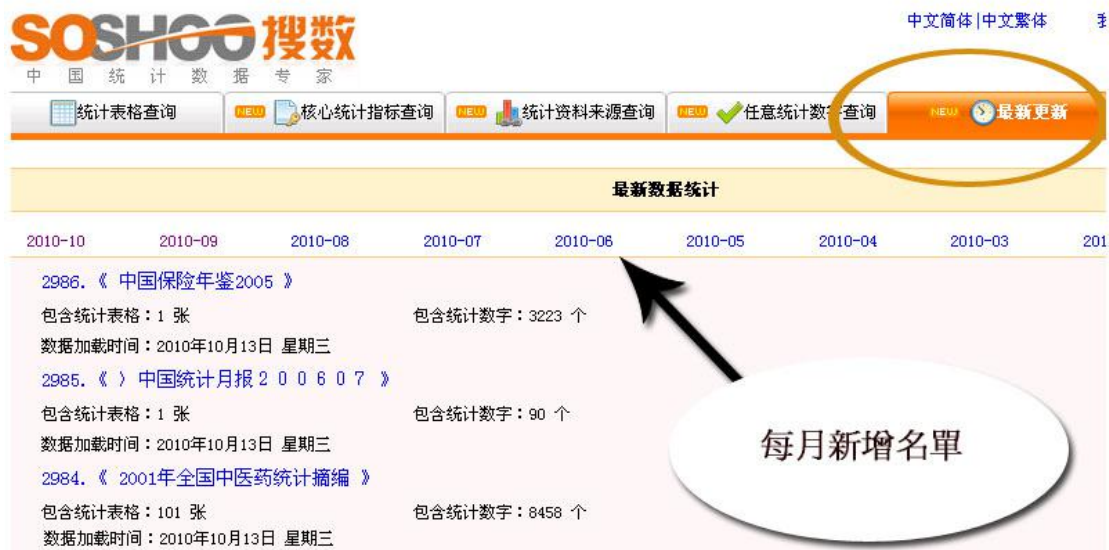 中文简体|中文繁体
SOSHOO 搜数
中国统计数据专家
统计表格查询 NEW 核心统计指标查询 NEW 统计资料来源查询 NEW 任意统计数字查询 NEW 最新更新
最新数据统计
2010-10 2010-09 2010-08 2010-07 2010-06 2010-05 2010-04 2010-03 201
2986.《 中国保险年鉴2005 》
包含统计表格：1 张 包含统计数字：3223 个
数据加载时间：2010年10月13日 星期三
2985.《 〉中国统计月报２００６０７ 》
包含统计表格：1 张 包含统计数字：90 个
数据加载时间：2010年10月13日 星期三
每月新增名單
2984.《 2001年全国中医药统计摘编 》
包含统计表格：101 张 包含统计数字：8458 个
数据加载时间：2010年10月13日 星期三